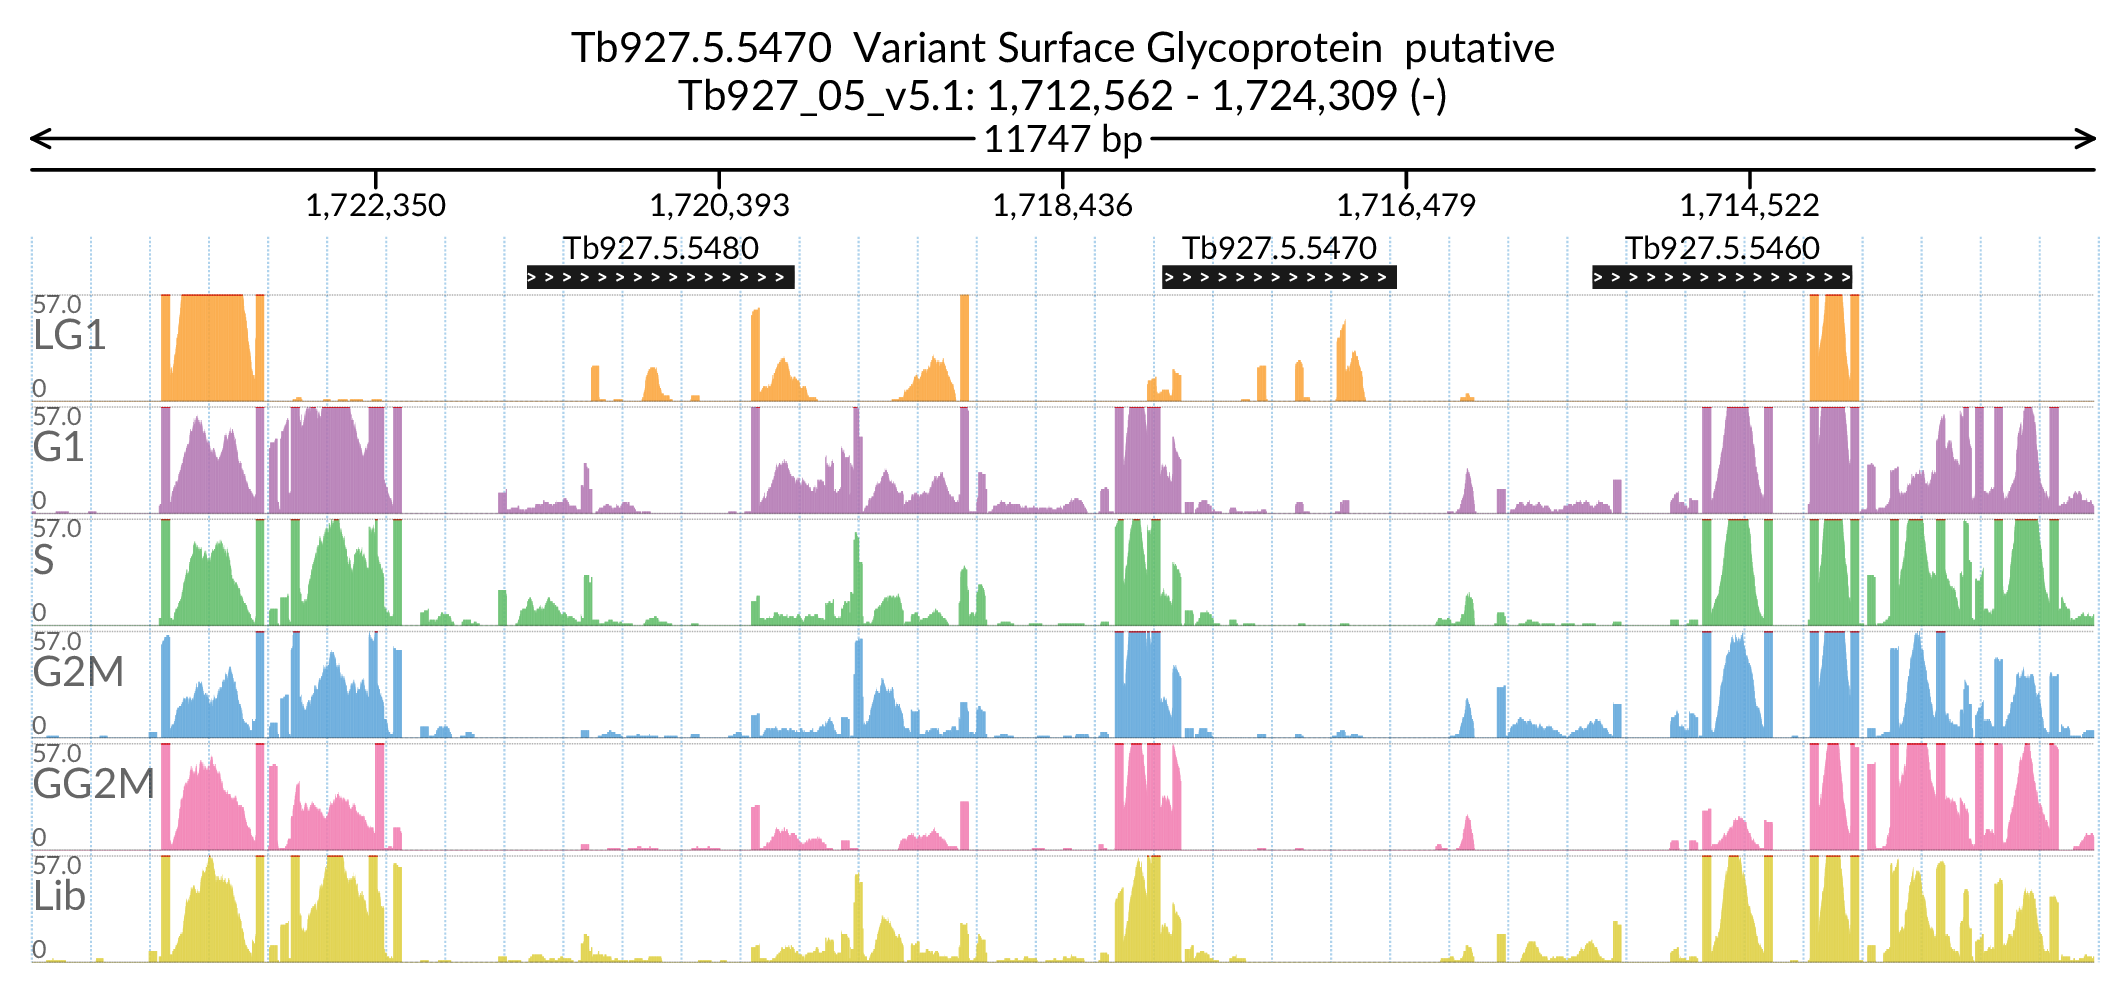 Tb927.5.5470 Variant Surface Glycoprotein putative
Tb927_05_v5.1: 1,712,562 - 1,724,309 (-)
11747 bp
1,722,350 1,720,393 1,718,436 1,716,479 1,714,522
Tb927.5.5480 Tb927.5.5470 Tb927.5.5460
57.0
LG1
0
57.0
G1
0
57.0
S
0
57.0
G2M
0
57.0
GG2M
0
57.0
Lib
0